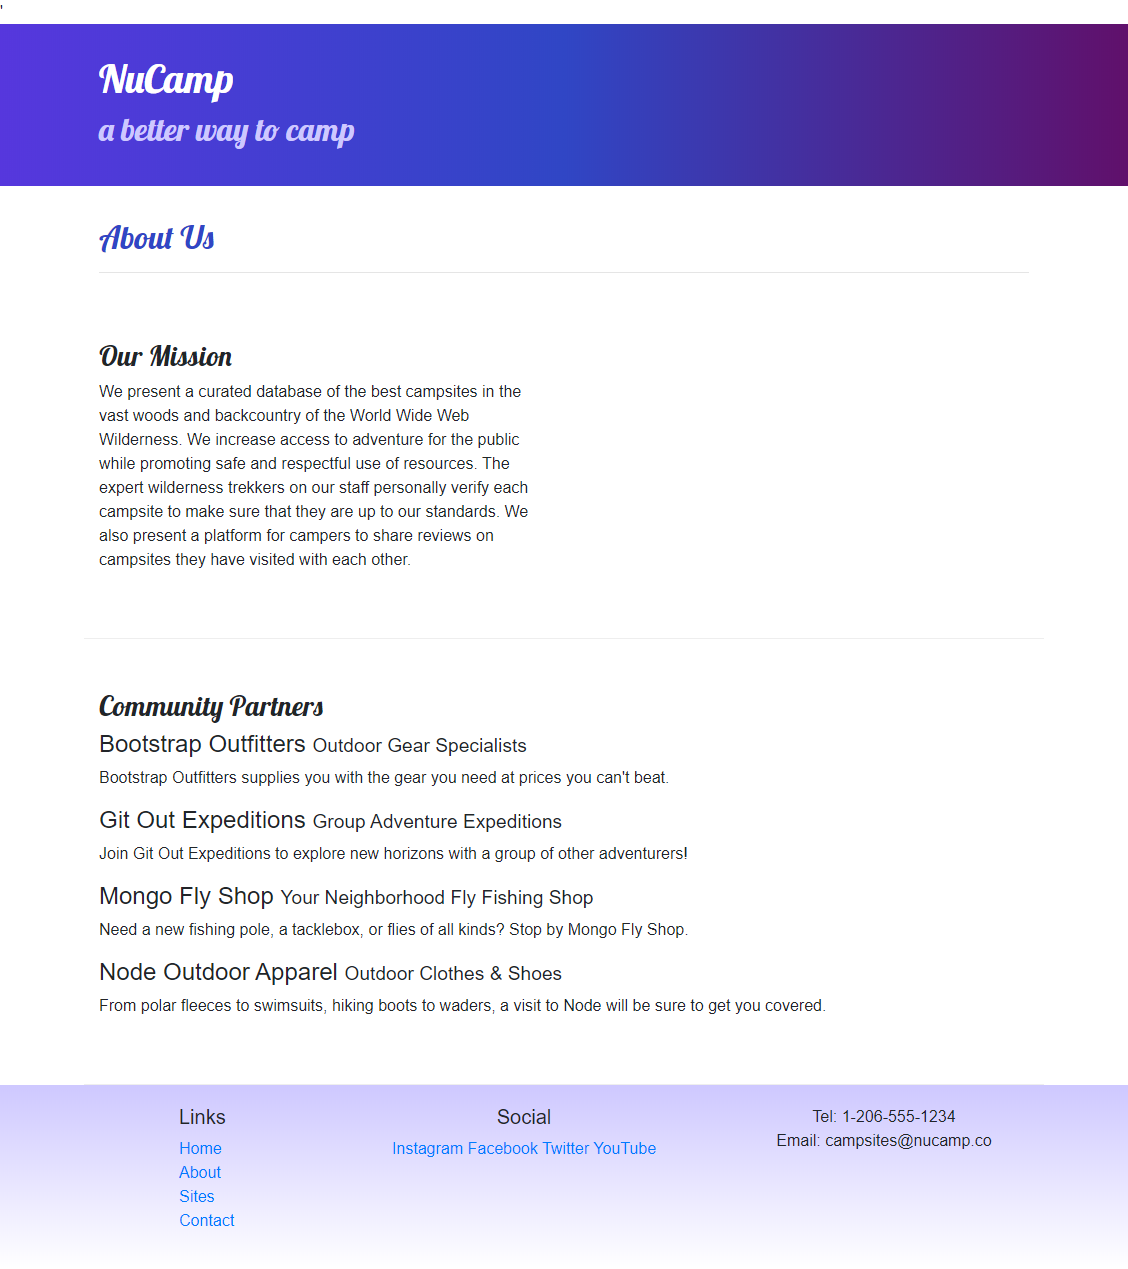 '
NuCamp
a better way to camp
About Us
Our Mission
We present a curated database of the best campsites in the
vast woods and backcountry of the World Wide Web
Wilderness. We increase access to adventure for the public
while promoting safe and respectful use of resources. The
expert wilderness trekkers on our staff personally verify each
campsite to make sure that they are up to our standards. We
also present a platform for campers to share reviews on
campsites they have visited with each other.
Community Partners
Bootstrap Outfitters Outdoor Gear Specialists
Bootstrap Outfitters supplies you with the gear you need at prices you can't beat.
Git Out Expeditions Group Adventure Expeditions
Join Git Out Expeditions to explore new horizons with a group of other adventurers!
Mongo Fly Shop Your Neighborhood Fly Fishing Shop
Need a new fishing pole, a tacklebox, or flies of all kinds? Stop by Mongo Fly Shop.
Node Outdoor Apparel Outdoor Clothes & Shoes
From polar fleeces to swimsuits, hiking boots to waders, a visit to Node will be sure to get you covered.
Links
Home
About
Sites
Contact
Social
Instagram Facebook Twitter YouTube
Tel: 1-206-555-1234
Email: campsites@nucamp.co